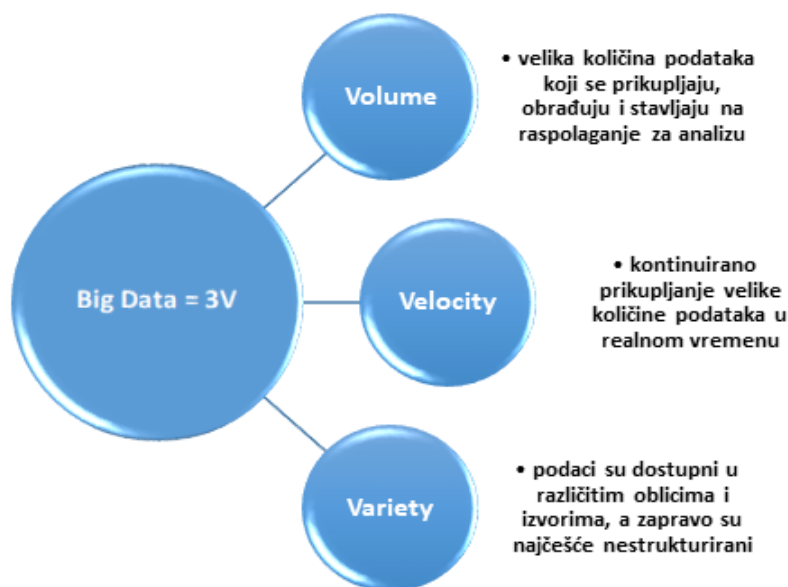 Volume
• velika količina podataka
koji se prikupljaju,
obrađuju i stavljaju na
raspolaganje za analizu
Big Data = 3V
Velocity
• kontinuirano
prikupljanje velike
količine podataka u
realnom vremenu
Variety
• podaci su dostupni u
različitim oblicima i
izvorima, a zapravo su
najčešće nestrukturirani